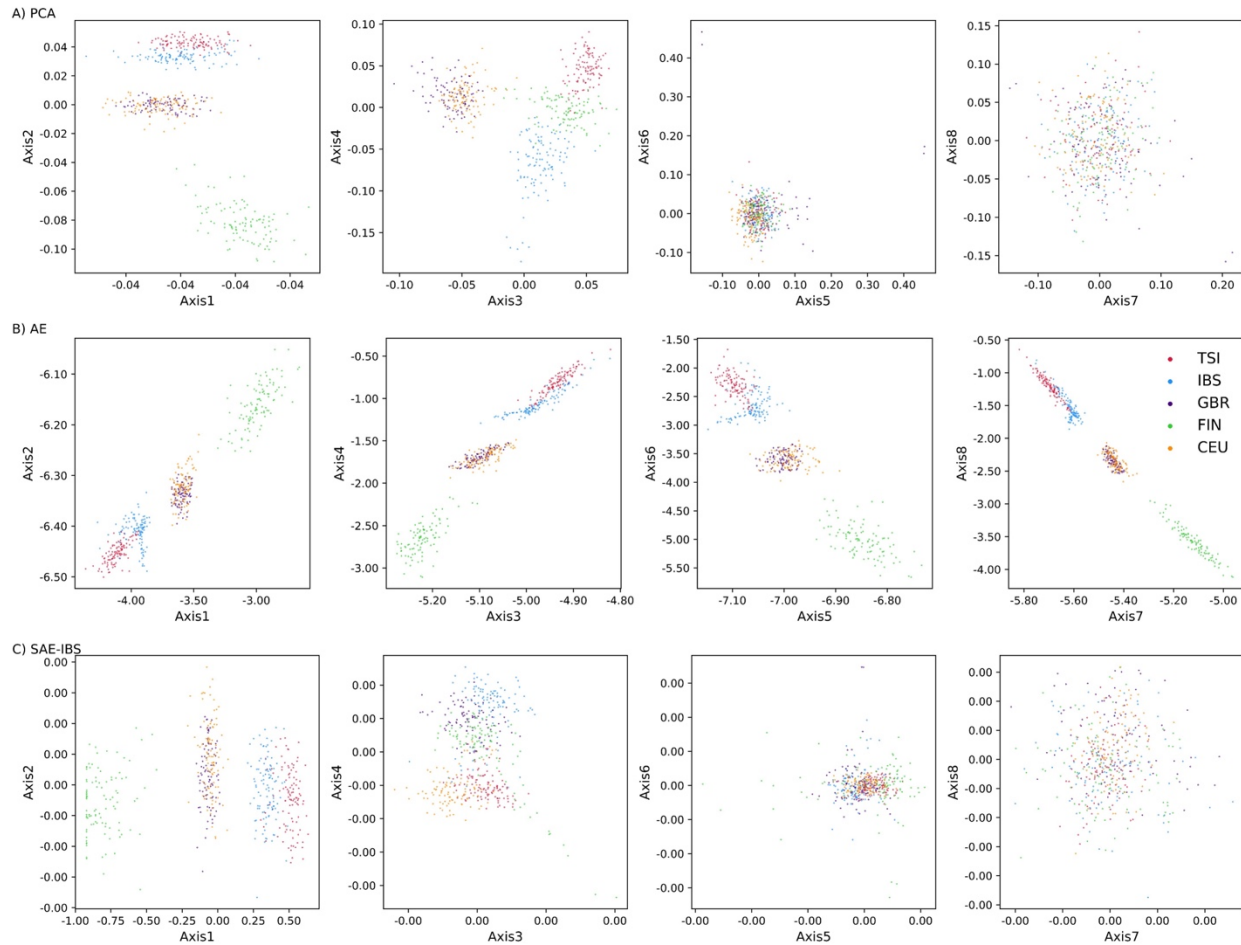 A) PCA
0.04
0.02
0.00
-0.02
-0.04
-0.06
-0.08
-0.10
Axis2
-0.04 -0.04 -0.04 -0.04
Axis1
0.10
0.05
0.00
-0.05
-0.10
-0.15
Axis4
-0.10 -0.05 0.00 0.05
Axis3
0.40
0.30
0.20
0.10
0.00
-0.10
Axis6
-0.10 0.00 0.10 0.20 0.30 0.40
Axis5
0.15
0.10
0.05
0.00
-0.05
-0.10
-0.15
Axis8
-0.10 0.00 0.10 0.20
Axis7
B) AE
-6.10
-6.20
-6.30
-6.40
-6.50
Axis2
-4.00 -3.50 -3.00
Axis1
-0.50
-1.00
-1.50
-2.00
-2.50
-3.00
Axis4
-5.20 -5.10 -5.00 -4.90 -4.80
Axis3
-1.50
-2.00
-2.50
-3.00
-3.50
-4.00
-4.50
-5.00
-5.50
Axis6
-7.10 -7.00 -6.90 -6.80
Axis5
-0.50
-1.00
-1.50
-2.00
-2.50
-3.00
-3.50
-4.00
Axis8
-5.80 -5.60 -5.40 -5.20 -5.00
Axis7
TSI
IBS
GBR
FIN
CEU
C) SAE-IBS
0.00
0.00
0.00
0.00
0.00
-0.00
-0.00
-0.00
-0.00
Axis2
-1.00 -0.75 -0.50 -0.25 0.00 0.25 0.50
Axis1
0.00
0.00
0.00
-0.00
-0.00
-0.00
Axis4
-0.00 0.00 0.00 0.00
Axis3
0.00
0.00
0.00
-0.00
-0.00
-0.00
Axis6
-0.00 -0.00 -0.00 0.00 0.00
Axis5
0.00
0.00
0.00
-0.00
-0.00
-0.00
-0.00
Axis8
-0.00 -0.00 0.00 0.00 0.00
Axis7